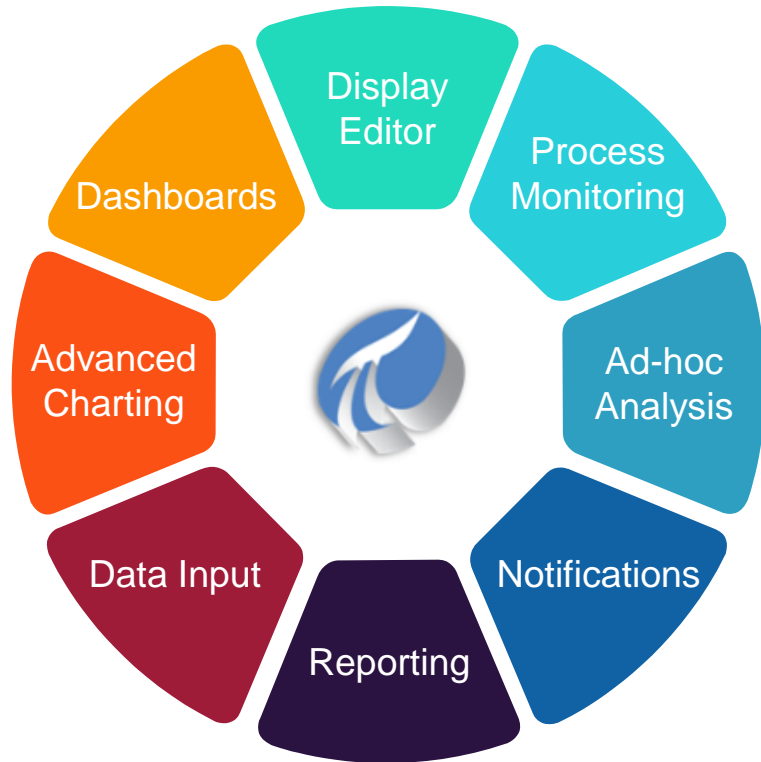 Display
Editor
Process
Monitoring
Ad-hoc
Analysis
Notifications
Reporting
Data Input
Advanced
Charting
Dashboards